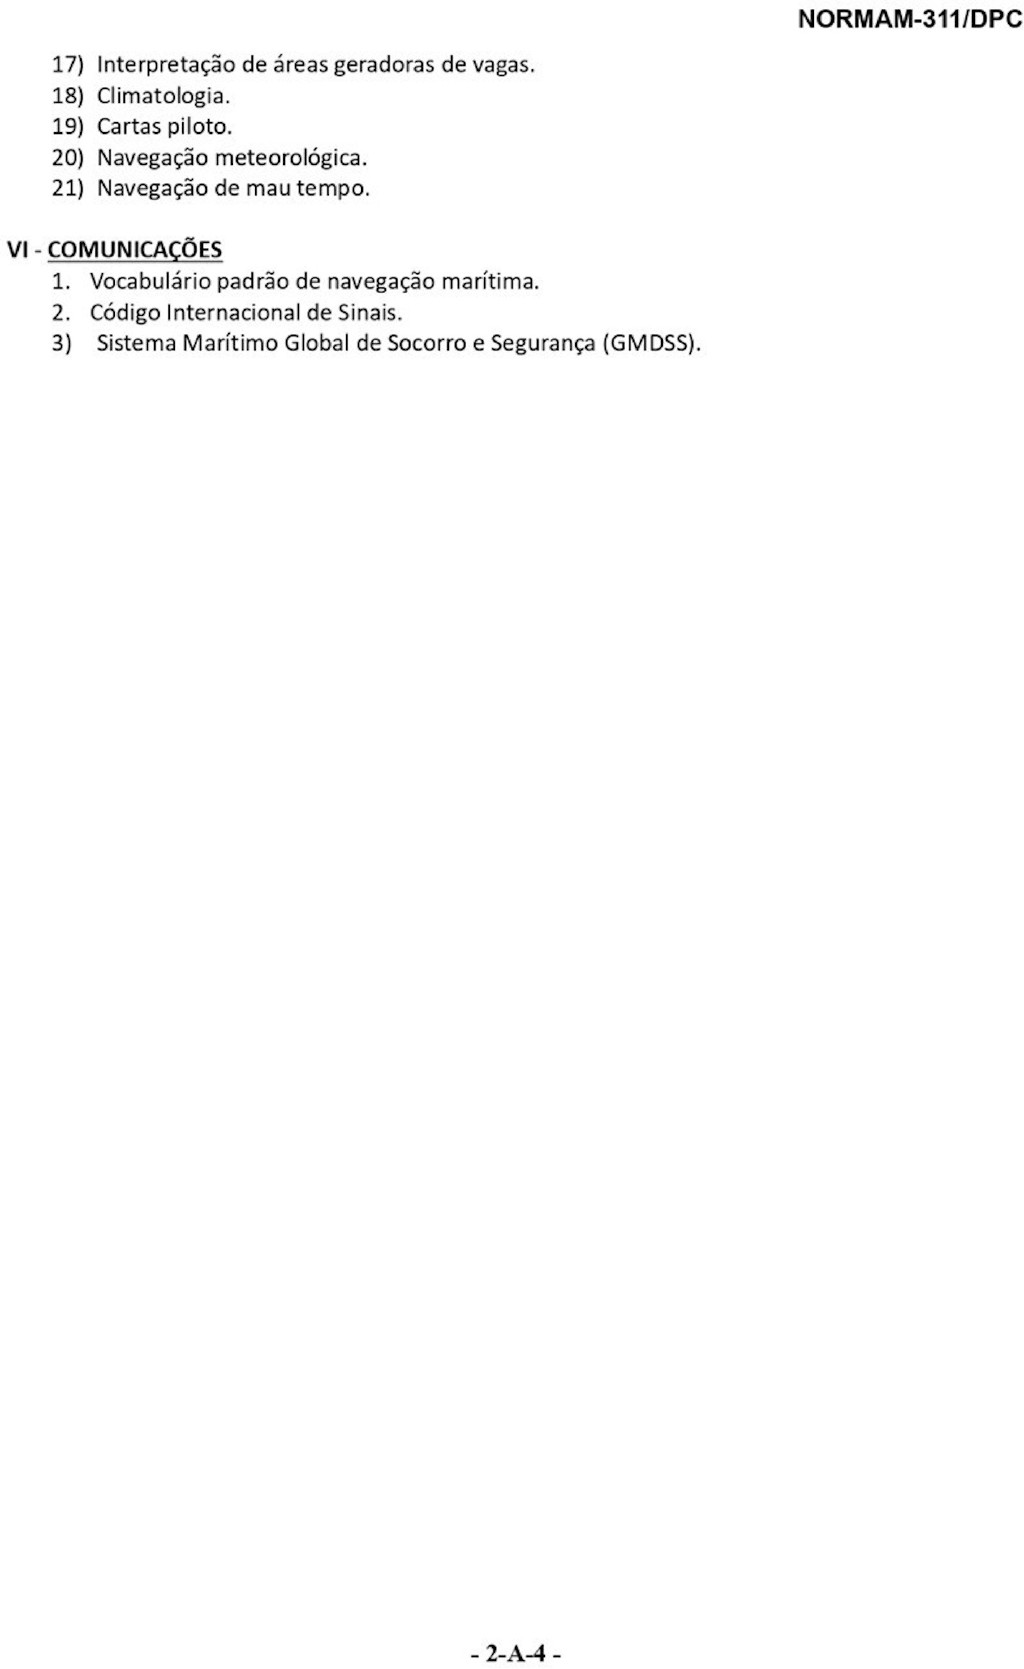 NORMAM-311/DPC
17) Interpretação de áreas geradoras de vagas.
18) Climatologia.
19) Cartas piloto.
20) Navegação meteorológica.
21) Navegação de mau tempo.
VI - COMUNICAÇÕES
1. Vocabulário padrão de navegação marítima.
2. Código Internacional de Sinais.
3) Sistema Marítimo Global de Socorro e Segurança (GMDSS).
- 2-A-4 -